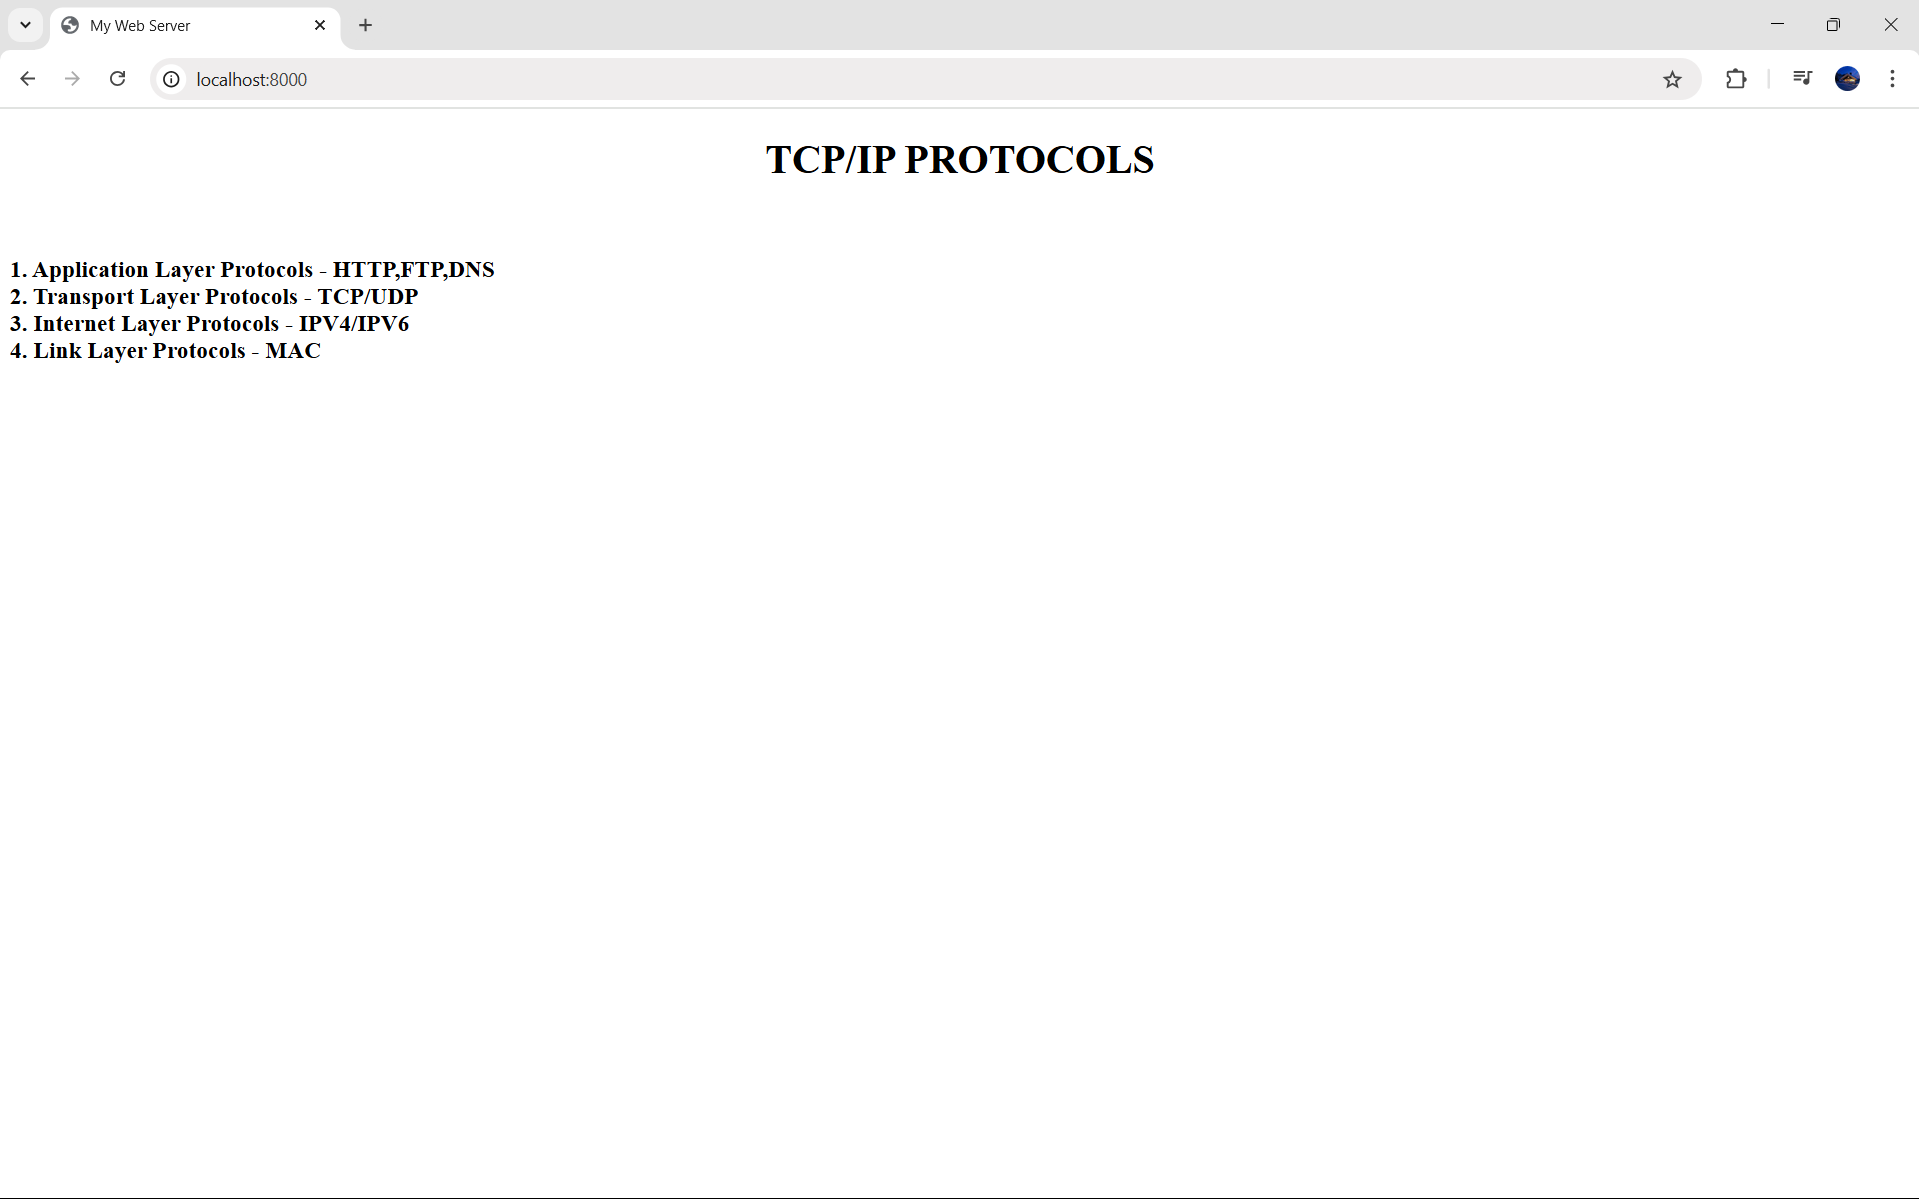 My Web Server
localhost:8000
TCP/IP PROTOCOLS
1. Application Layer Protocols - HTTP,FTP,DNS
2. Transport Layer Protocols - TCP/UDP
3. Internet Layer Protocols - IPV4/IPV6
4. Link Layer Protocols - MAC